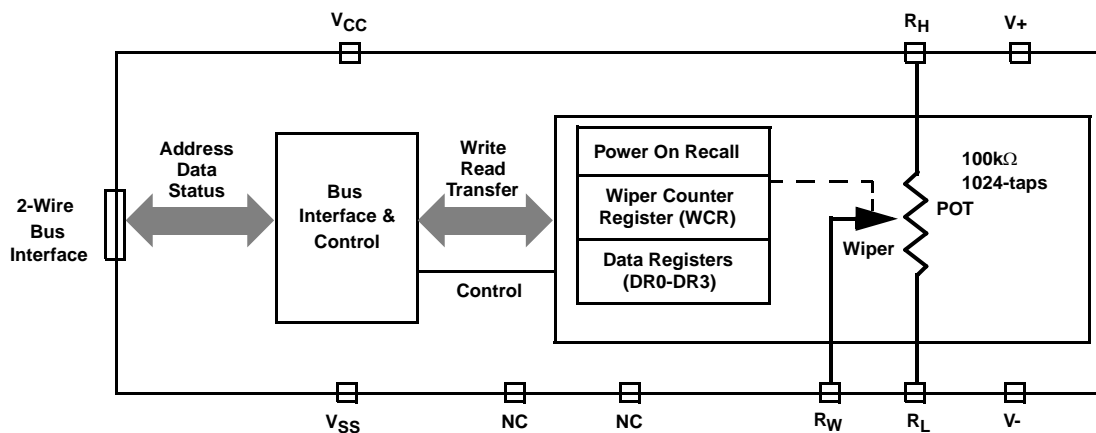 VCC
RH
V+
Address
Data
Status
Write
Read
Transfer
Power On Recall
100kΩ
1024-taps
2-Wire
Bus
Interface
Bus
Interface &
Control
Wiper Counter
Register (WCR)
POT
Wiper
Data Registers
(DR0-DR3)
Control
VSS
NC
NC
RW
RL
V-